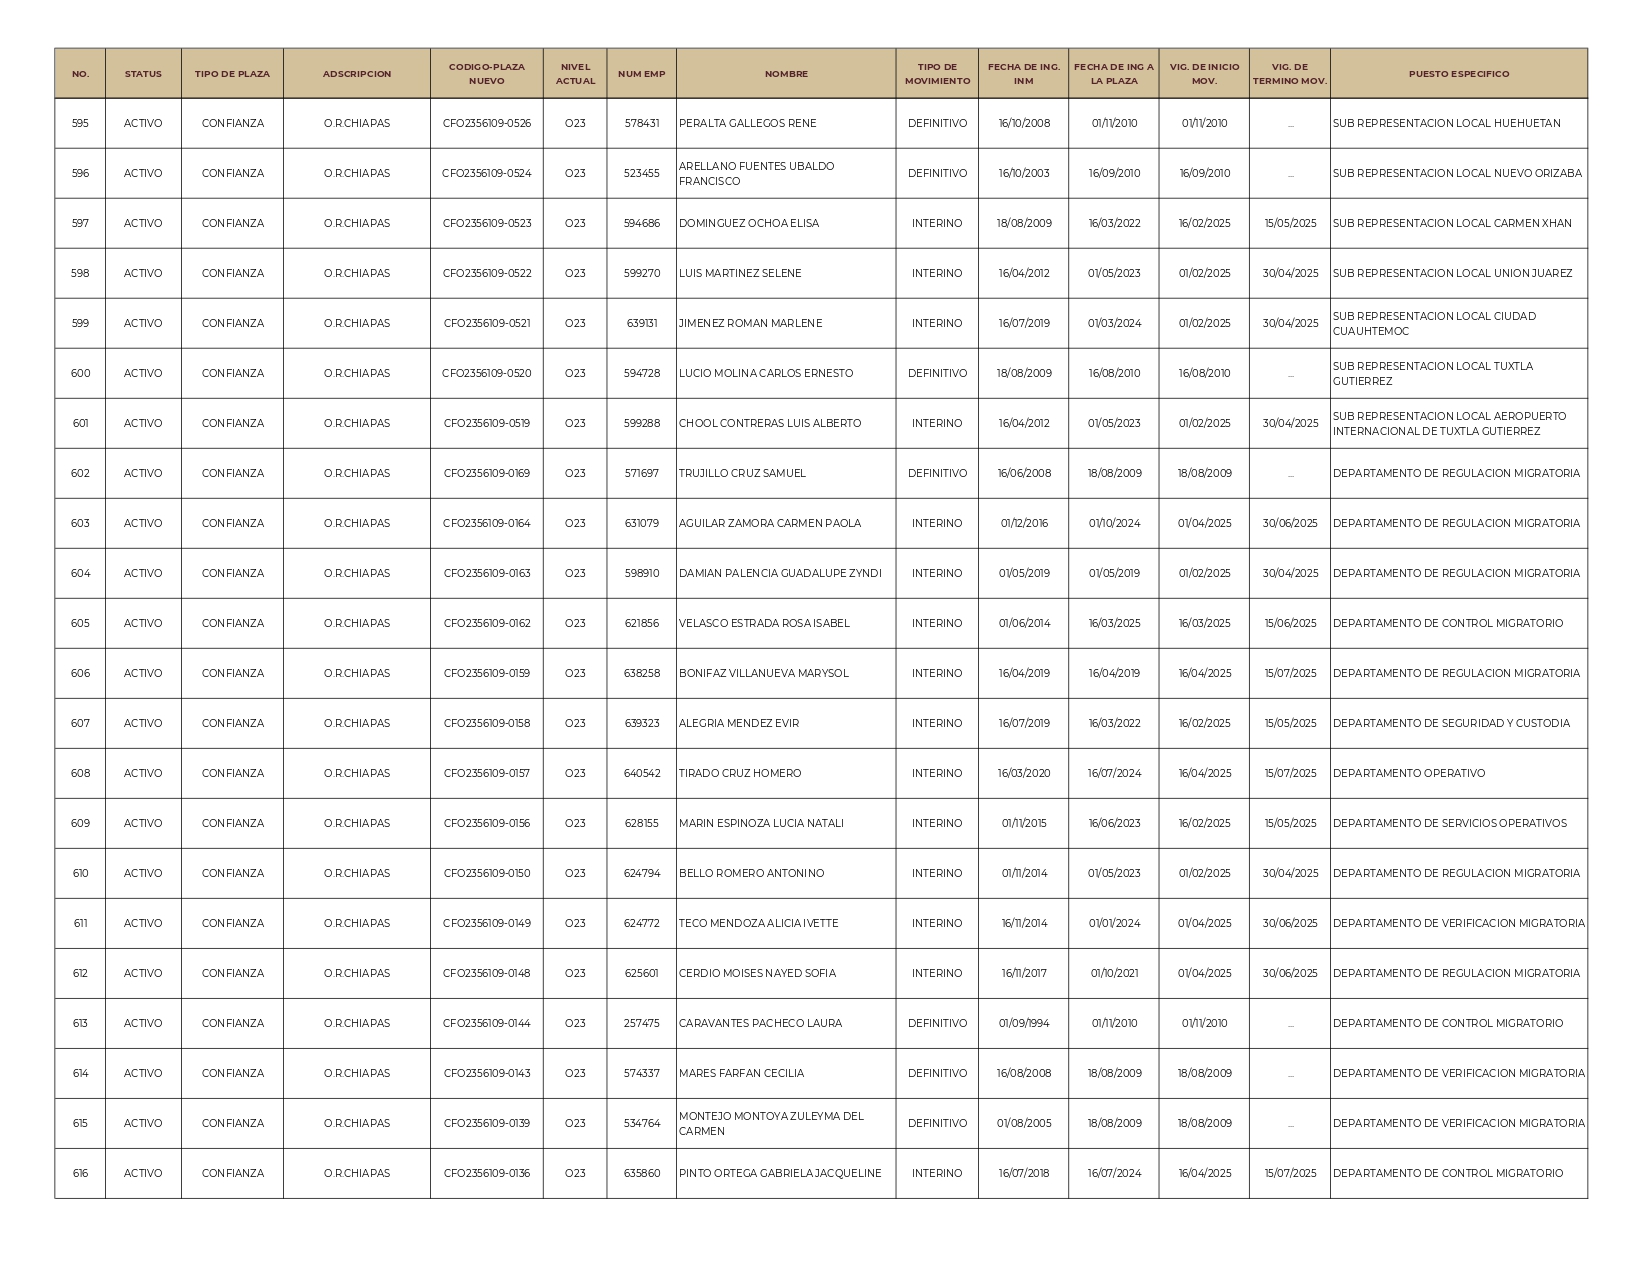 NO. STATUS TIPO DE PLAZA ADSCRIPCION CODIGO-PLAZA NUEVO NIVEL ACTUAL NUM EMP NOMBRE TIPO DE MOVIMIENTO FECHA DE ING. INM FECHA DE ING A LA PLAZA VIG. DE INICIO MOV. VIG. DE TERMINO MOV. PUESTO ESPECIFICO
595 ACTIVO CONFIANZA O.R.CHIAPAS CFO2356109-0526 O23 578431 PERALTA GALLEGOS RENE DEFINITIVO 16/10/2008 01/11/2010 01/11/2010 ... SUB REPRESENTACION LOCAL HUEHUETAN
596 ACTIVO CONFIANZA O.R.CHIAPAS CFO2356109-0524 O23 523455 ARELLANO FUENTES UBALDO FRANCISCO DEFINITIVO 16/10/2003 16/09/2010 16/09/2010 ... SUB REPRESENTACION LOCAL NUEVO ORIZABA
597 ACTIVO CONFIANZA O.R.CHIAPAS CFO2356109-0523 O23 594686 DOMINGUEZ OCHOA ELISA INTERINO 18/08/2009 16/03/2022 16/02/2025 15/05/2025 SUB REPRESENTACION LOCAL CARMEN XHAN
598 ACTIVO CONFIANZA O.R.CHIAPAS CFO2356109-0522 O23 599270 LUIS MARTINEZ SELENE INTERINO 16/04/2012 01/05/2023 01/02/2025 30/04/2025 SUB REPRESENTACION LOCAL UNION JUAREZ
599 ACTIVO CONFIANZA O.R.CHIAPAS CFO2356109-0521 O23 639131 JIMENEZ ROMAN MARLENE INTERINO 16/07/2019 01/03/2024 01/02/2025 30/04/2025 SUB REPRESENTACION LOCAL CIUDAD CUAUHTEMOC
600 ACTIVO CONFIANZA O.R.CHIAPAS CFO2356109-0520 O23 594728 LUCIO MOLINA CARLOS ERNESTO DEFINITIVO 18/08/2009 16/08/2010 16/08/2010 ... SUB REPRESENTACION LOCAL TUXTLA GUTIERREZ
601 ACTIVO CONFIANZA O.R.CHIAPAS CFO2356109-0519 O23 599288 CHOOL CONTRERAS LUIS ALBERTO INTERINO 16/04/2012 01/05/2023 01/02/2025 30/04/2025 SUB REPRESENTACION LOCAL AEROPUERTO INTERNACIONAL DE TUXTLA GUTIERREZ
602 ACTIVO CONFIANZA O.R.CHIAPAS CFO2356109-0169 O23 571697 TRUJILLO CRUZ SAMUEL DEFINITIVO 16/06/2008 18/08/2009 18/08/2009 ... DEPARTAMENTO DE REGULACION MIGRATORIA
603 ACTIVO CONFIANZA O.R.CHIAPAS CFO2356109-0164 O23 631079 AGUILAR ZAMORA CARMEN PAOLA INTERINO 01/12/2016 01/10/2024 01/04/2025 30/06/2025 DEPARTAMENTO DE REGULACION MIGRATORIA
604 ACTIVO CONFIANZA O.R.CHIAPAS CFO2356109-0163 O23 598910 DAMIAN PALENCIA GUADALUPE ZYNDI INTERINO 01/05/2019 01/05/2019 01/02/2025 30/04/2025 DEPARTAMENTO DE REGULACION MIGRATORIA
605 ACTIVO CONFIANZA O.R.CHIAPAS CFO2356109-0162 O23 621856 VELASCO ESTRADA ROSA ISABEL INTERINO 01/06/2014 16/03/2025 16/03/2025 15/06/2025 DEPARTAMENTO DE CONTROL MIGRATORIO
606 ACTIVO CONFIANZA O.R.CHIAPAS CFO2356109-0159 O23 638258 BONIFAZ VILLANUEVA MARYSOL INTERINO 16/04/2019 16/04/2019 16/04/2025 15/07/2025 DEPARTAMENTO DE REGULACION MIGRATORIA
607 ACTIVO CONFIANZA O.R.CHIAPAS CFO2356109-0158 O23 639323 ALEGRIA MENDEZ EVIR INTERINO 16/07/2019 16/03/2022 16/02/2025 15/05/2025 DEPARTAMENTO DE SEGURIDAD Y CUSTODIA
608 ACTIVO CONFIANZA O.R.CHIAPAS CFO2356109-0157 O23 640542 TIRADO CRUZ HOMERO INTERINO 16/03/2020 16/07/2024 16/04/2025 15/07/2025 DEPARTAMENTO OPERATIVO
609 ACTIVO CONFIANZA O.R.CHIAPAS CFO2356109-0156 O23 628155 MARIN ESPINOZA LUCIA NATALI INTERINO 01/11/2015 16/06/2023 16/02/2025 15/05/2025 DEPARTAMENTO DE SERVICIOS OPERATIVOS
610 ACTIVO CONFIANZA O.R.CHIAPAS CFO2356109-0150 O23 624794 BELLO ROMERO ANTONINO INTERINO 01/11/2014 01/05/2023 01/02/2025 30/04/2025 DEPARTAMENTO DE REGULACION MIGRATORIA
611 ACTIVO CONFIANZA O.R.CHIAPAS CFO2356109-0149 O23 624772 TECO MENDOZA ALICIA IVETTE INTERINO 16/11/2014 01/01/2024 01/04/2025 30/06/2025 DEPARTAMENTO DE VERIFICACION MIGRATORIA
612 ACTIVO CONFIANZA O.R.CHIAPAS CFO2356109-0148 O23 625601 CERDIO MOISES NAYED SOFIA INTERINO 16/11/2017 01/10/2021 01/04/2025 30/06/2025 DEPARTAMENTO DE REGULACION MIGRATORIA
613 ACTIVO CONFIANZA O.R.CHIAPAS CFO2356109-0144 O23 257475 CARAVANTES PACHECO LAURA DEFINITIVO 01/09/1994 01/11/2010 01/11/2010 ... DEPARTAMENTO DE CONTROL MIGRATORIO
614 ACTIVO CONFIANZA O.R.CHIAPAS CFO2356109-0143 O23 574337 MARES FARFAN CECILIA DEFINITIVO 16/08/2008 18/08/2009 18/08/2009 ... DEPARTAMENTO DE VERIFICACION MIGRATORIA
615 ACTIVO CONFIANZA O.R.CHIAPAS CFO2356109-0139 O23 534764 MONTEJO MONTOYA ZULEYMA DEL CARMEN DEFINITIVO 01/08/2005 18/08/2009 18/08/2009 ... DEPARTAMENTO DE VERIFICACION MIGRATORIA
616 ACTIVO CONFIANZA O.R.CHIAPAS CFO2356109-0136 O23 635860 PINTO ORTEGA GABRIELA JACQUELINE INTERINO 16/07/2018 16/07/2024 16/04/2025 15/07/2025 DEPARTAMENTO DE CONTROL MIGRATORIO